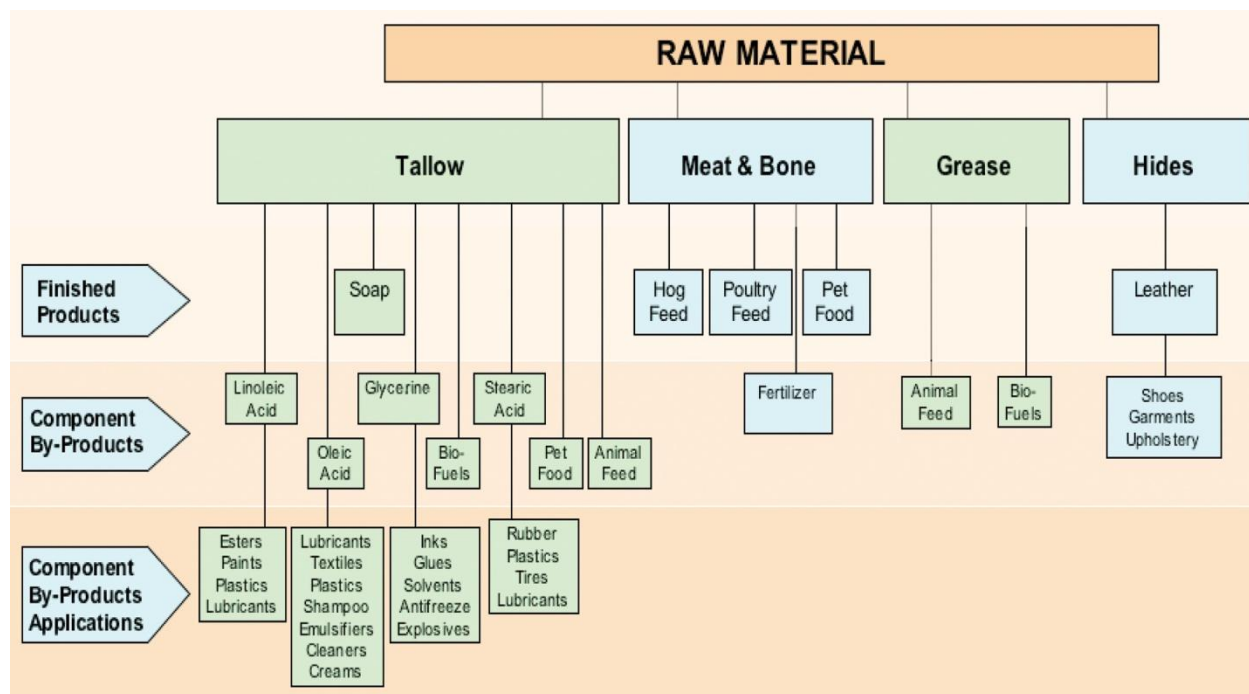 RAW MATERIAL
Tallow
Meat & Bone
Grease
Hides
Finished
Products
Soap
Hog
Feed
Poultry
Feed
Pet
Food
Leather
Component
By-Products
Linoleic
Acid
Oleic
Acid
Glycerine
Bio-
Fuels
Stearic
Acid
Pet
Food
Animal
Feed
Fertilizer
Animal
Feed
Bio-
Fuels
Shoes
Garments
Upholstery
Component
By-Products
Applications
Esters
Paints
Plastics
Lubricants
Lubricants
Textiles
Plastics
Shampoo
Emulsifiers
Cleaners
Creams
Inks
Glues
Solvents
Antifreeze
Explosives
Rubber
Plastics
Tires
Lubricants